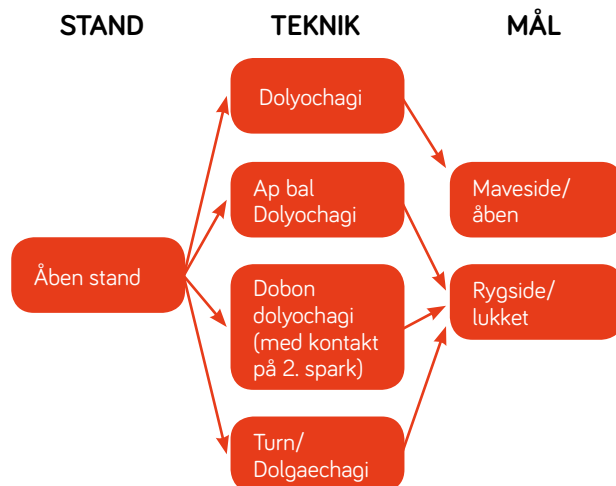 STAND TEKNIK MÅL
Dolyochagi
Ap bal
Dolyochagi
Maveside/
åben
Åben stand
Dobon
dolyochagi
(med kontakt
på 2. spark)
Rygside/
lukket
Turn/
Dolgaechagi